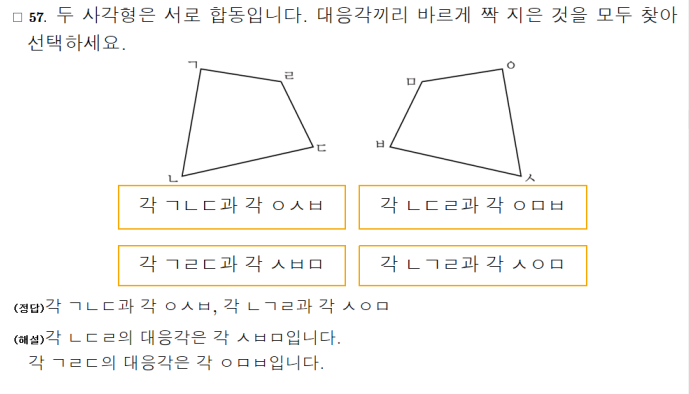 □ 57. 두 사각형은 서로 합동입니다. 대응각끼리 바르게 짝 지은 것을 모두 찾아
선택하세요.
ㄱ ㄹ ㄷ ㄴ
ㅇ ㅁ ㅂ ㅅ
각 ㄱㄴㄷ과 각 ㅇㅅㅂ
각 ㄴㄷㄹ과 각 ㅇㅁㅂ
각 ㄱㄹㄷ과 각 ㅅㅂㅁ
각 ㄴㄱㄹ과 각 ㅅㅇㅁ
(정답)각 ㄱㄴㄷ과 각 ㅇㅅㅂ, 각 ㄴㄱㄹ과 각 ㅅㅇㅁ
(해설)각 ㄴㄷㄹ의 대응각은 각 ㅅㅂㅁ입니다.
각 ㄱㄹㄷ의 대응각은 각 ㅇㅁㅂ입니다.